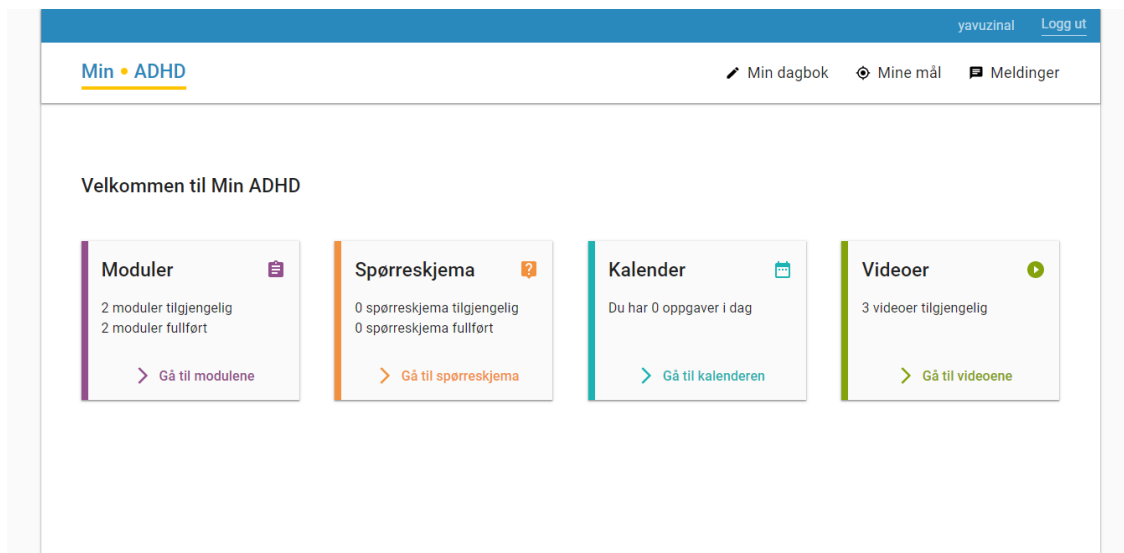 yavuzinal Logg ut
Min • ADHD
Min dagbok Mine mål Meldinger
Velkommen til Min ADHD
Moduler
2 moduler tilgjengelig
2 moduler fullført
Gå til modulene
Spørreskjema
0 spørreskjema tilgjengelig
0 spørreskjema fullført
Gå til spørreskjema
Kalender
Du har 0 oppgaver i dag
Gå til kalenderen
Videoer
3 videoer tilgjengelig
Gå til videoene